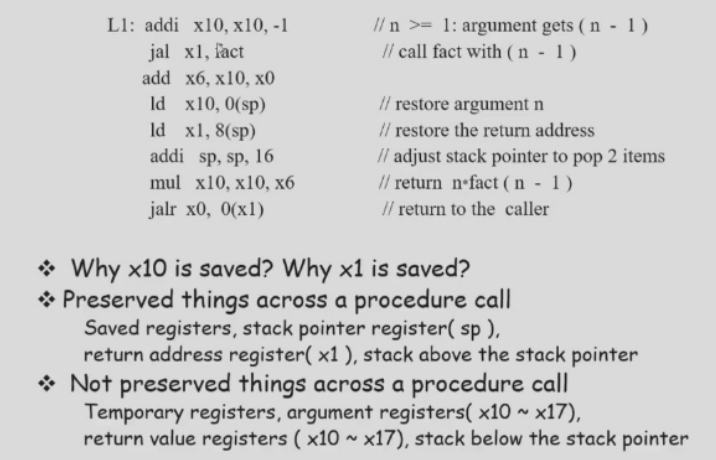 L1: addi x10, x10, -1 // n >= 1: argument gets ( n - 1 )
jal x1, fact // call fact with ( n - 1 )
add x6, x10, x0
ld x10, 0(sp) // restore argument n
ld x1, 8(sp) // restore the return address
addi sp, sp, 16 // adjust stack pointer to pop 2 items
mul x10, x10, x6 // return n*fact ( n - 1 )
jalr x0, 0(x1) // return to the caller
❖ Why x10 is saved? Why x1 is saved?
❖ Preserved things across a procedure call
Saved registers, stack pointer register( sp ),
return address register( x1 ), stack above the stack pointer
❖ Not preserved things across a procedure call
Temporary registers, argument registers( x10 ~ x17),
return value registers ( x10 ~ x17), stack below the stack pointer